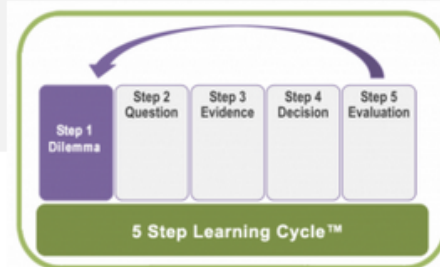 Step 1
Dilemma
Step 2
Question
Step 3
Evidence
Step 4
Decision
Step 5
Evaluation
5 Step Learning Cycle™